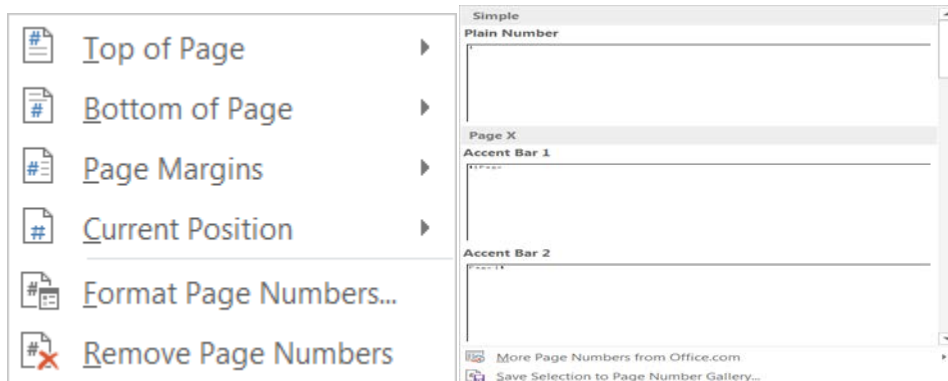 Top of Page
Bottom of Page
Page Margins
Current Position
Format Page Numbers...
Remove Page Numbers
Simple
Plain Number
Page X
Accent Bar 1
Accent Bar 2
More Page Numbers from Office.com
Save Selection to Page Number Gallery...